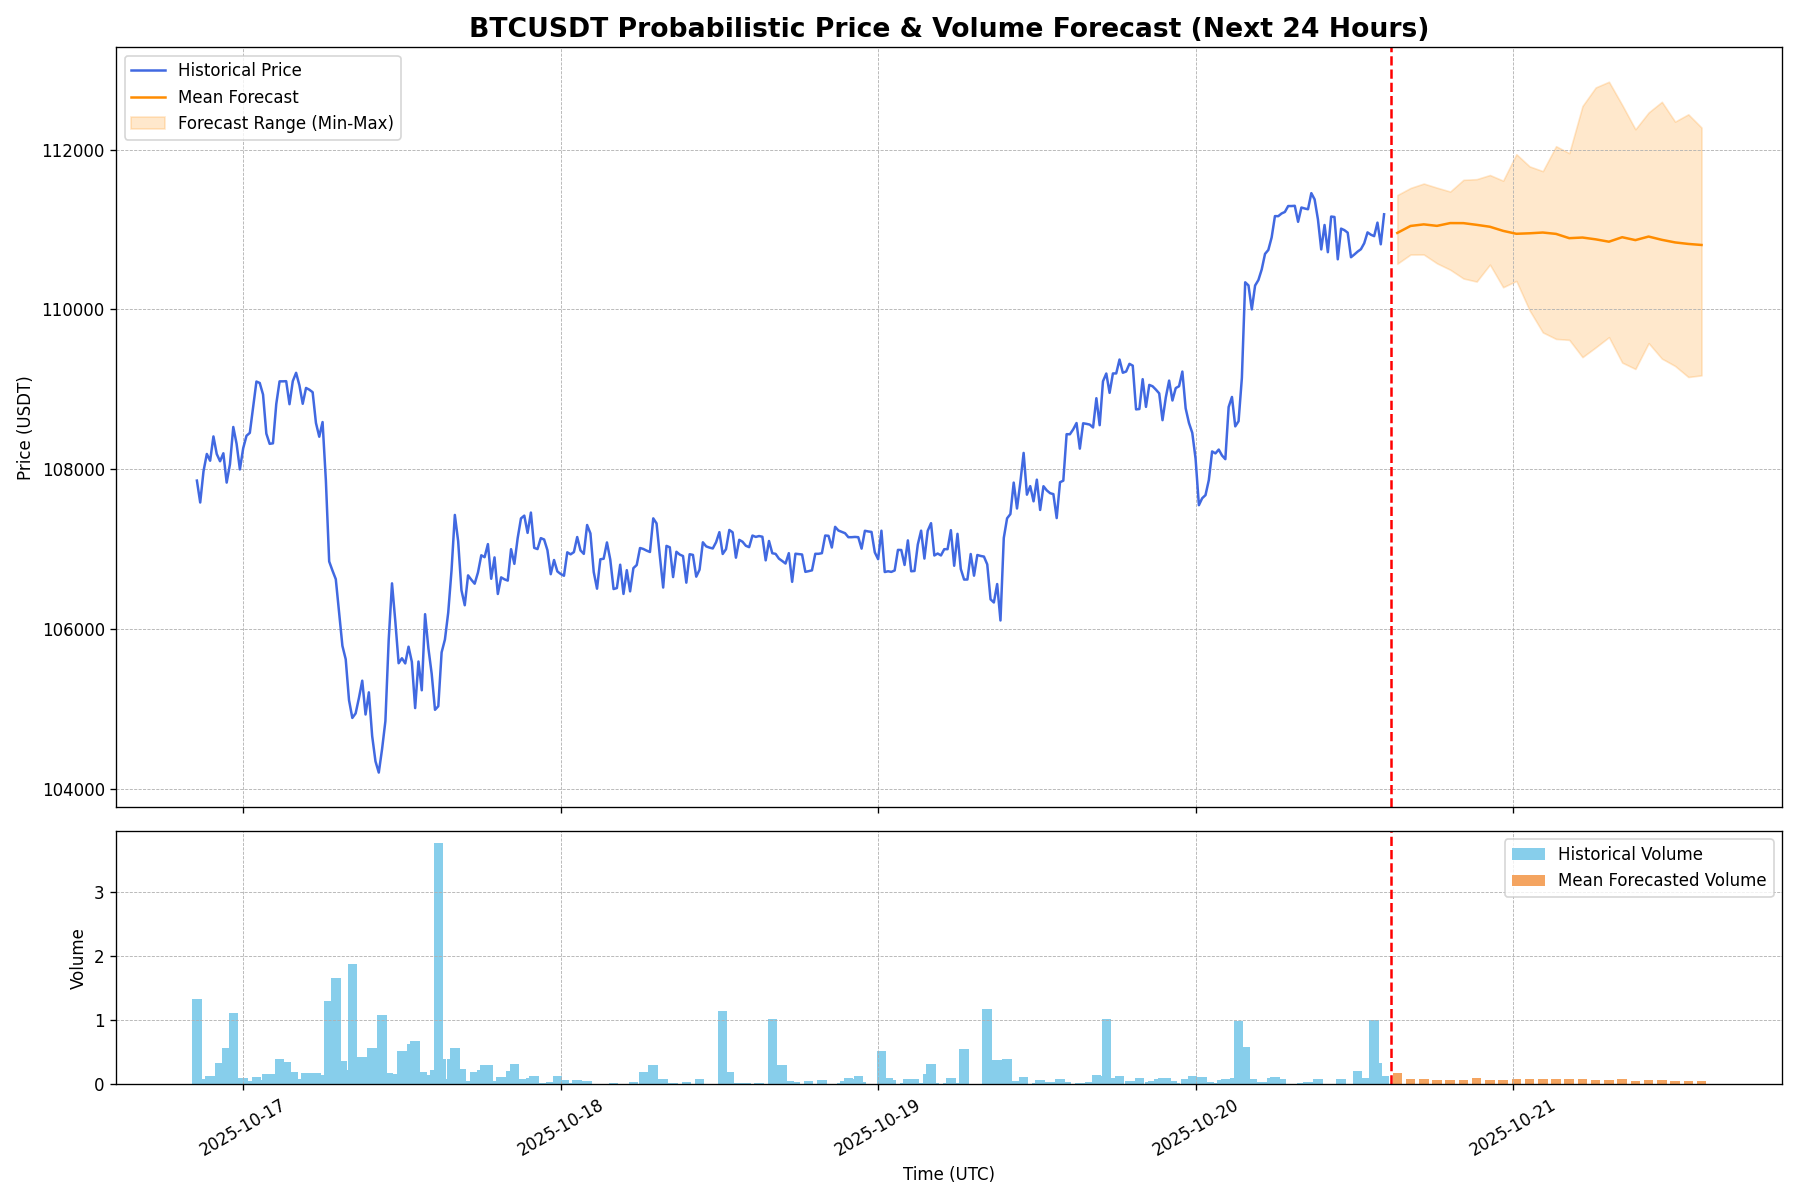 BTCUSDT Probabilistic Price & Volume Forecast (Next 24 Hours)
Historical Price
Mean Forecast
Forecast Range (Min-Max)
Price (USDT)
112000
110000
108000
106000
104000
Historical Volume
Mean Forecasted Volume
Volume
3
2
1
0
2025-10-17
2025-10-18
2025-10-19
2025-10-20
2025-10-21
Time (UTC)